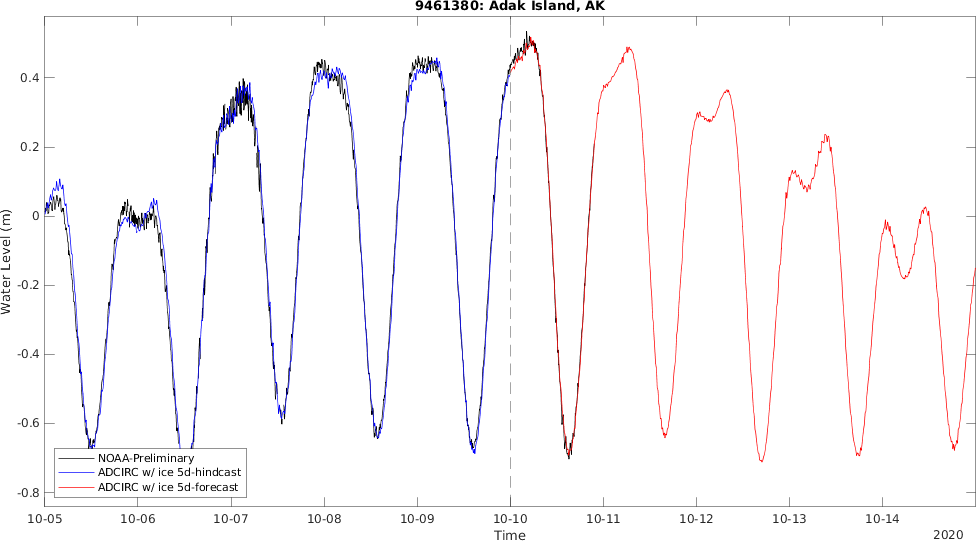 9461380: Adak Island, AK
0.4
0.2
0
-0.2
-0.4
-0.6
-0.8
Water Level (m)
NOAA-Preliminary
ADCIRC w/ ice 5d-hindcast
ADCIRC w/ ice 5d-forecast
10-05 10-06 10-07 10-08 10-09 10-10 10-11 10-12 10-13 10-14
2020
Time